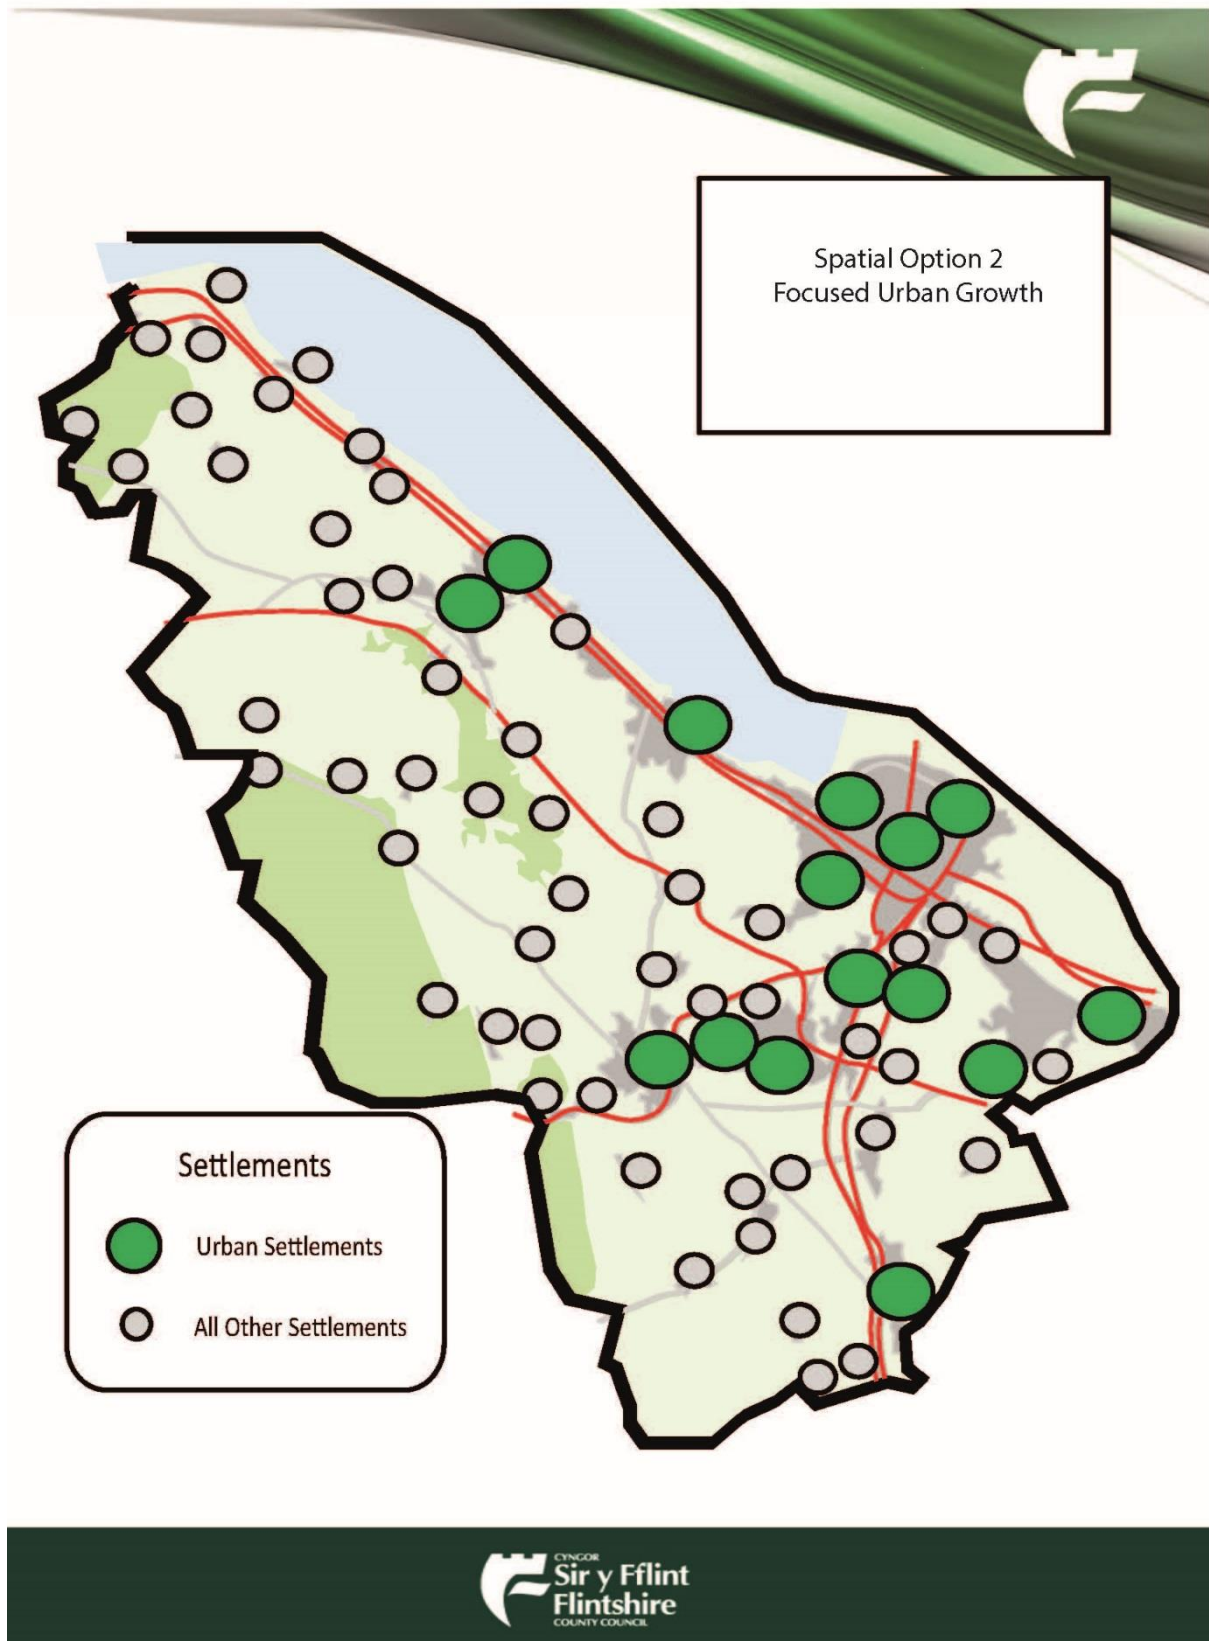 Spatial Option 2
Focused Urban Growth
Settlements
Urban Settlements
All Other Settlements
CYNGOR
Sir y Fflint
Flintshire
COUNTY COUNCIL